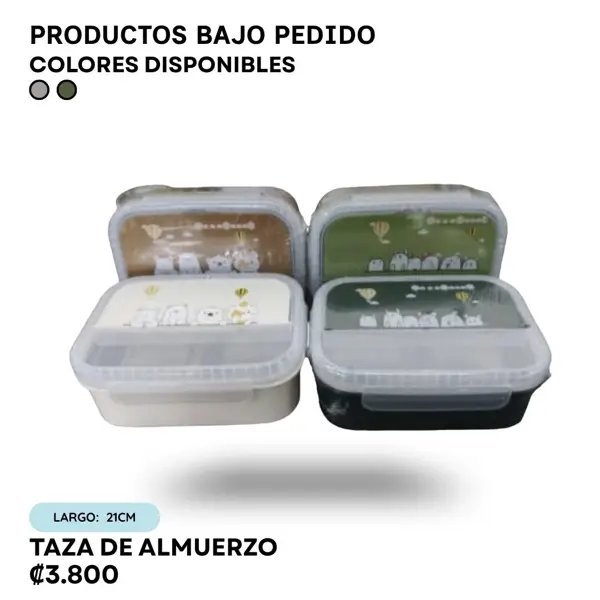 PRODUCTOS BAJO PEDIDO
COLORES DISPONIBLES
LARGO: 21CM
TAZA DE ALMUERZO
₡3.800